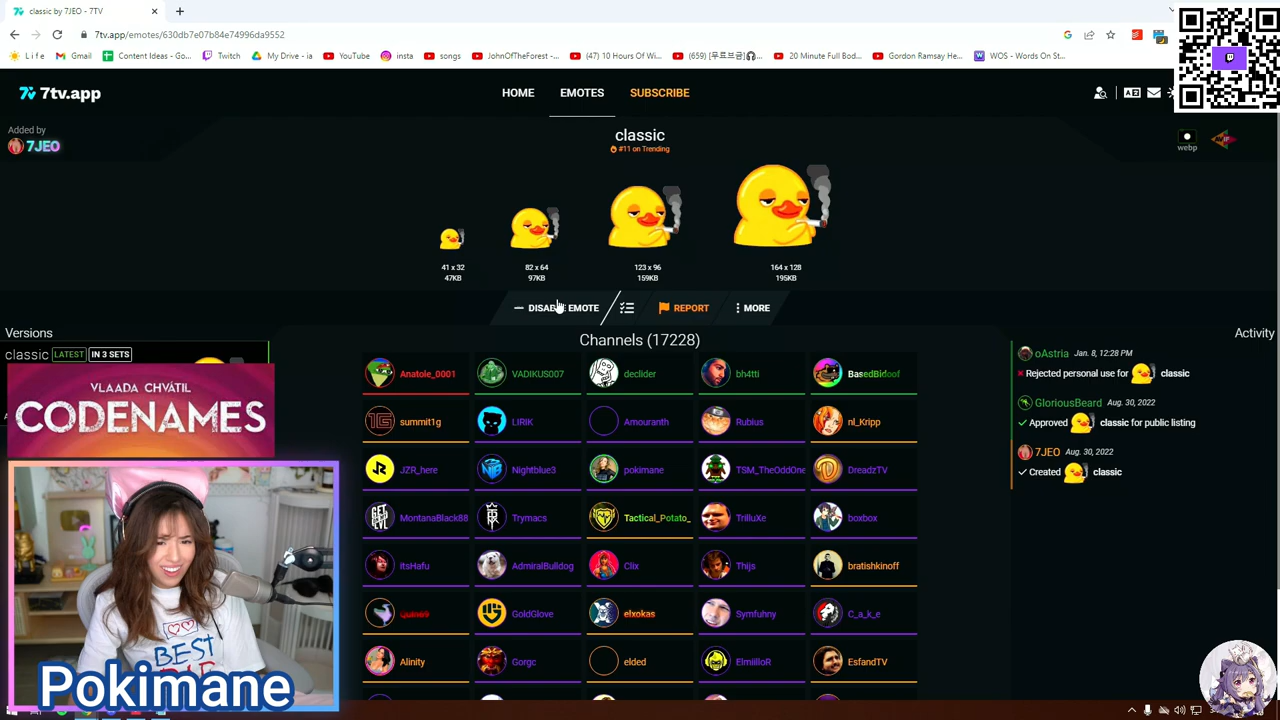 classic by 7JEO - 7TV
7tv.app/emotes/630db7e07b84e74996da9552
L i f e
Gmail
Content Ideas - Go...
Twitch
My Drive - ia
YouTube
insta
songs
JohnOfTheForest -...
(47) 10 Hours Of Wi...
20 Minute Full Bod...
Gordon Ramsay He...
WOS - Words On St...
7tv.app
HOME
EMOTES
SUBSCRIBE
Added by
7JEO
classic
#11 on Trending
webp
41 x 32
47KB
82 x 64
97KB
123 x 96
159KB
164 x 128
195KB
EMOTE
REPORT
MORE
Versions
classic LATEST IN 3 SETS
Channels (17228)
Anatole_0001
VADIKUS007
declider
bh4tti
summit1g
LIRIK
Amouranth
Rubius
nl_Kripp
JZR_here
Nightblue3
pokimane
TSM_TheOddOne
DreadzTV
MontanaBlack88
Trymacs
Tactical_Potato_
TrilluXe
boxbox
itsHafu
AdmiralBulldog
Clix
Thijs
bratishkinoff
Quin69
GoldGlove
elxokas
Symfuhny
C_a_k_e
Alinity
Gorgc
elded
ElmiilloR
EsfandTV
Activity
oAstria Jan. 8, 12:28 PM
Rejected personal use for classic
GloriousBeard Aug. 30, 2022
Approved classic for public listing
7JEO Aug. 30, 2022
Created classic
VLAADA CHVÁTIL
CODENAMES
BEST
Pokimane